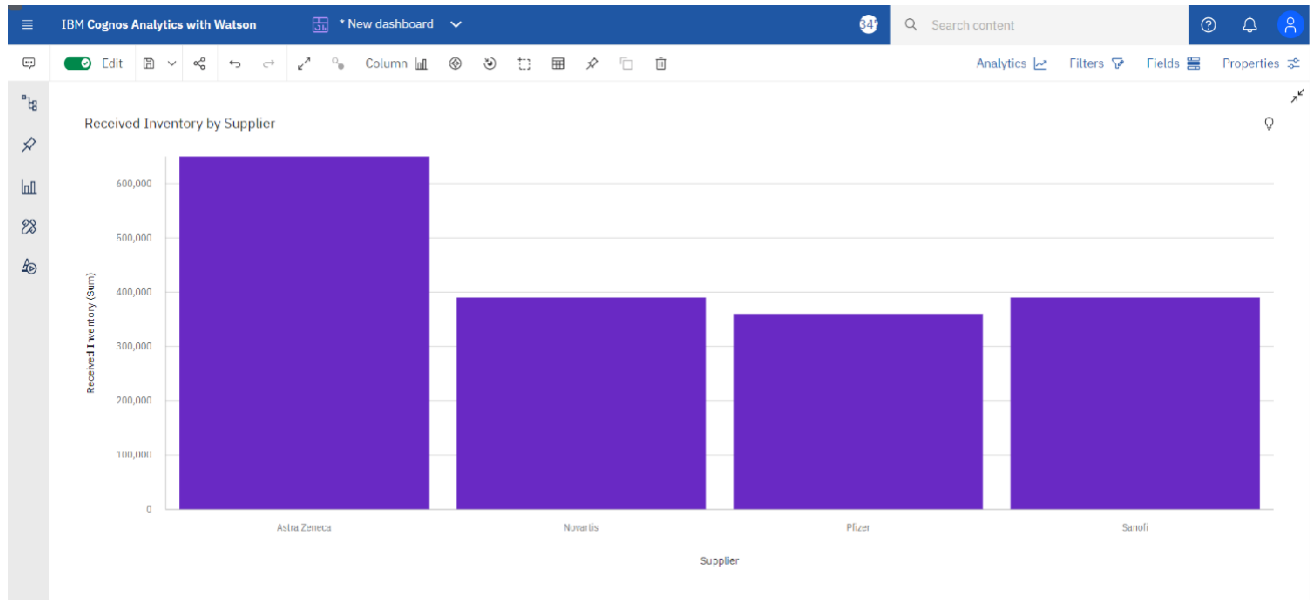 IBM Cognos Analytics with Watson
* New dashboard
Search content
Edit
Column
Analytics
Filters
Fields
Properties
Received Inventory by Supplier
600,000
500,000
400,000
300,000
200,000
100,000
0
Received Inventory (Sum)
Astra Zeneca
Novartis
Pfizer
Sanofi
Supplier